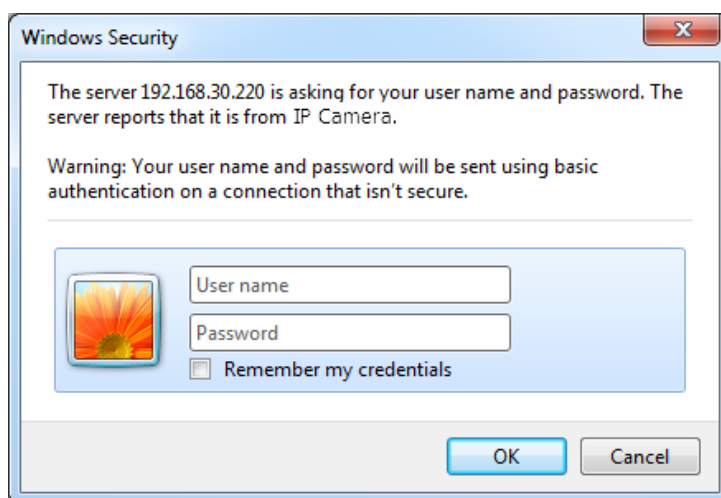 Windows Security
The server 192.168.30.220 is asking for your user name and password. The
server reports that it is from IP Camera.
Warning: Your user name and password will be sent using basic
authentication on a connection that isn't secure.
User name
Password
Remember my credentials
OK Cancel